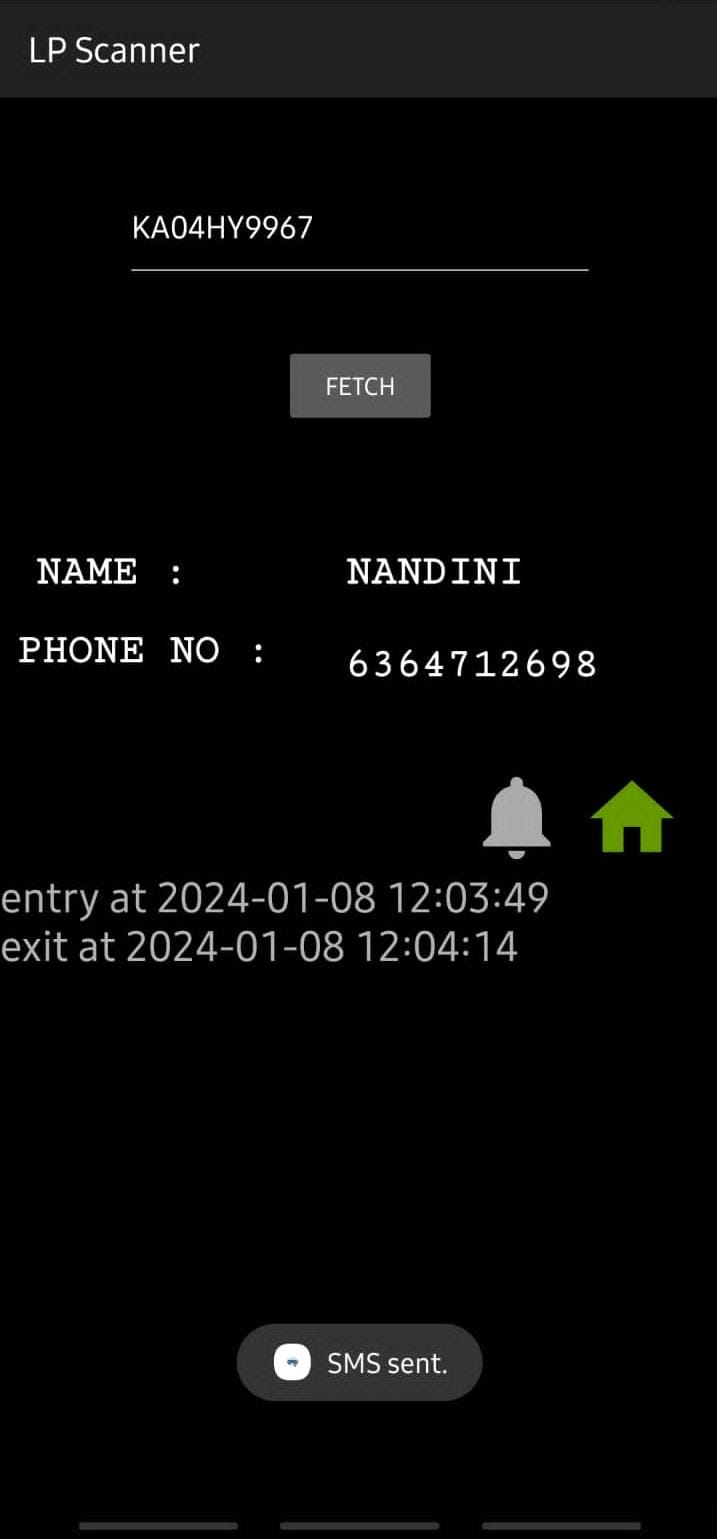 LP Scanner
KA04HY9967
FETCH
NAME : NANDINI
PHONE NO : 6364712698
entry at 2024-01-08 12:03:49
exit at 2024-01-08 12:04:14
SMS sent.